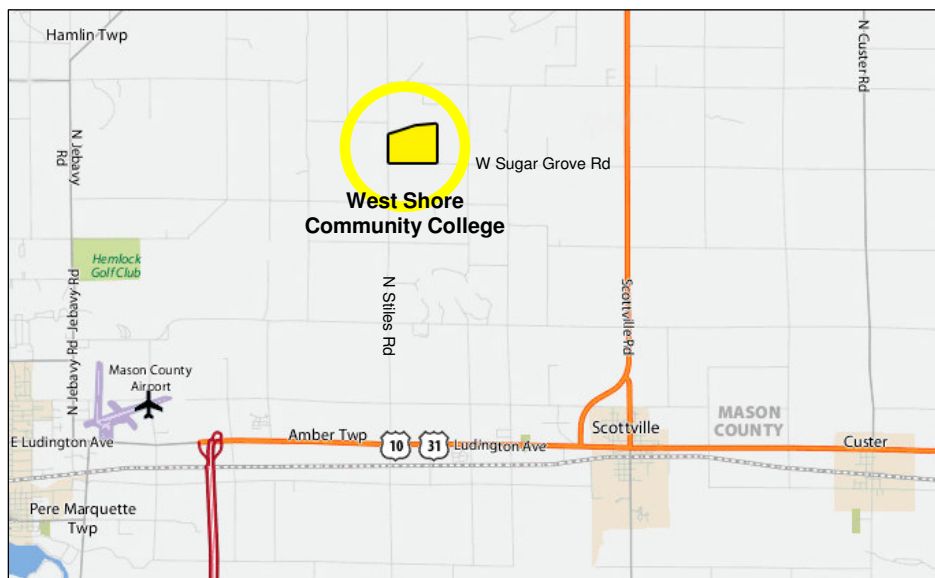 Hamlin Twp
N Custer Rd
N Jebavy
Rd
W Sugar Grove Rd
West Shore
Community College
Hemlock
Golf Club
N Jebavy Rd -Jebavy Rd
N Stiles Rd
Scottville Rd
Mason County
Airport
MASON
COUNTY
E Ludington Ave
Amber Twp
10
31
Ludington Ave
Scottville
Custer
Pere Marquette
Twp